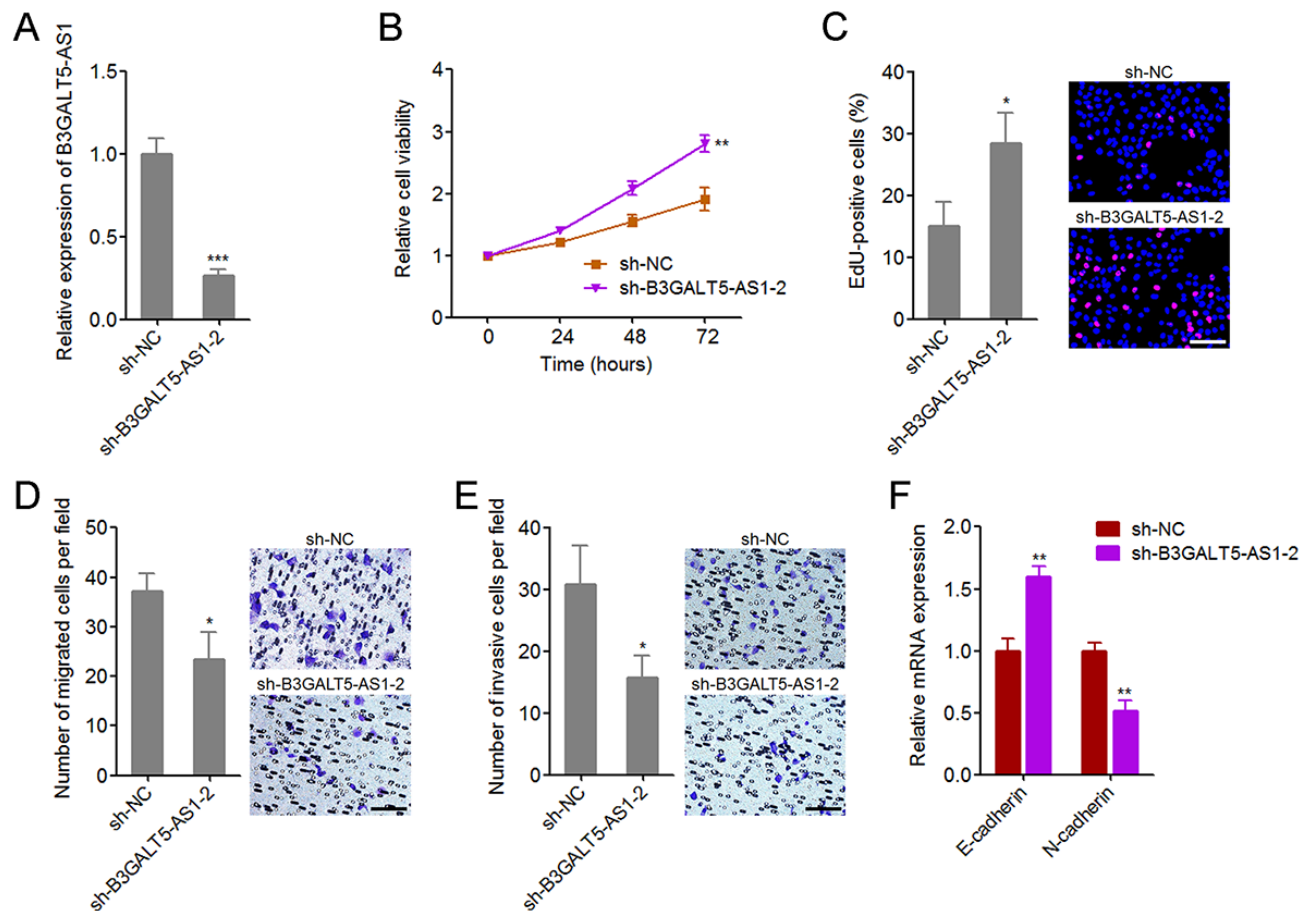 A
Relative expression of B3GALT5-AS1
1.5
1.0
0.5
0.0
***
sh-NC
sh-B3GALT5-AS1-2
B
Relative cell viability
4
3
2
1
0
**
sh-NC
sh-B3GALT5-AS1-2
0 24 48 72
Time (hours)
C
EdU-positive cells (%)
40
30
20
10
0
*
sh-NC
sh-B3GALT5-AS1-2
sh-NC
sh-B3GALT5-AS1-2
D
Number of migrated cells per field
50
40
30
20
10
0
*
sh-NC
sh-B3GALT5-AS1-2
sh-NC
sh-B3GALT5-AS1-2
E
Number of invasive cells per field
40
30
20
10
0
*
sh-NC
sh-B3GALT5-AS1-2
sh-NC
sh-B3GALT5-AS1-2
F
Relative mRNA expression
2.0
1.5
1.0
0.5
0.0
sh-NC
sh-B3GALT5-AS1-2
**
**
E-cadherin
N-cadherin